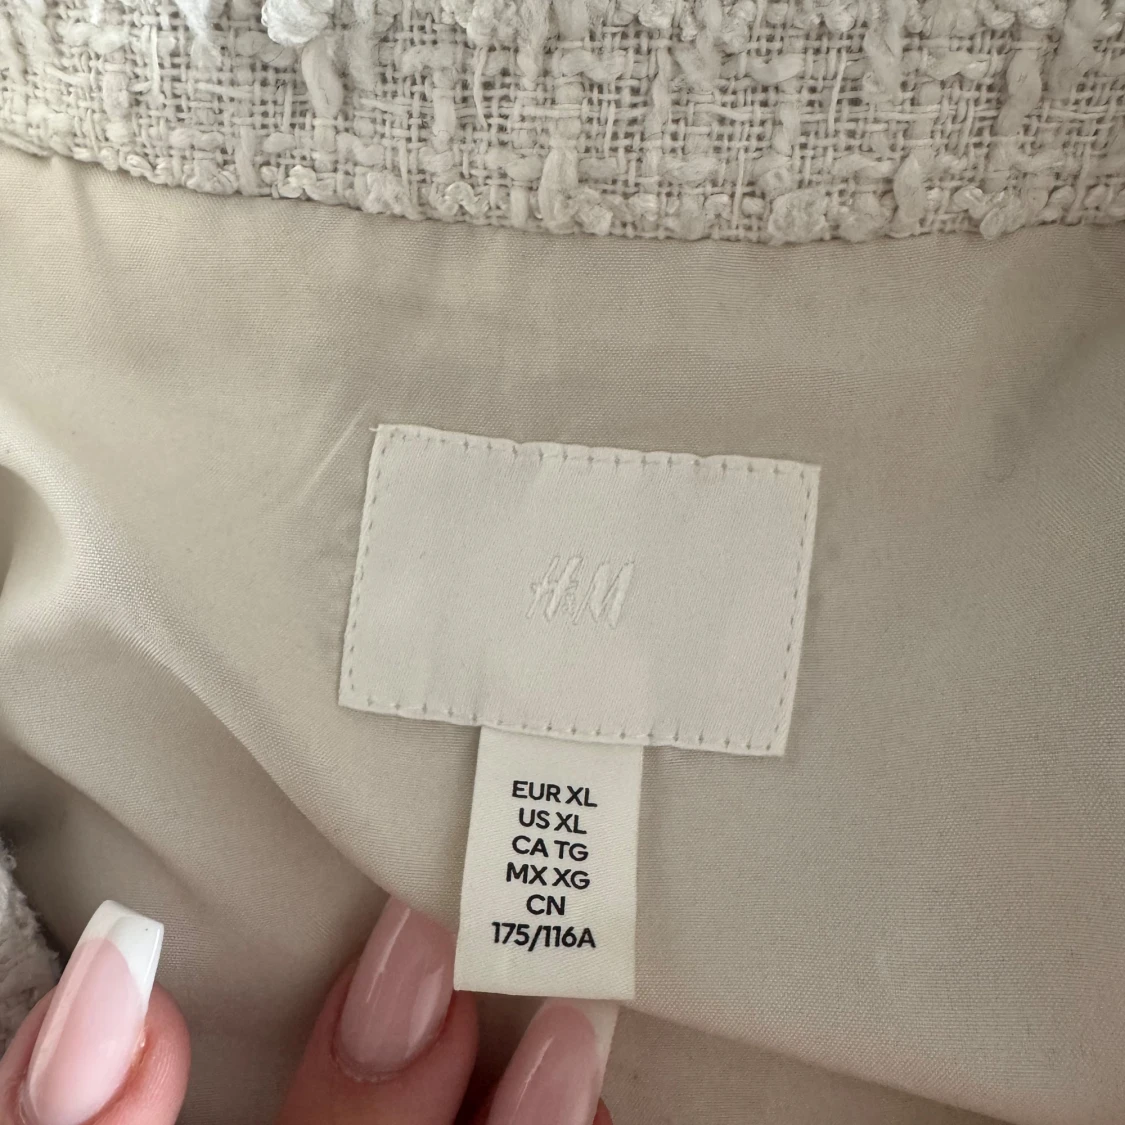 H&M
EUR XL
US XL
CA TG
MX XG
CN
175/116A